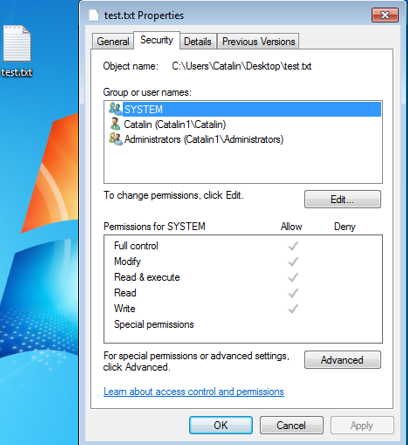 test.txt Properties
General Security Details Previous Versions
test.txt
Object name: C:\Users\Catalin\Desktop\test.txt
Group or user names:
SYSTEM
Catalin (Catalin1\Catalin)
Administrators (Catalin1\Administrators)
To change permissions, click Edit.
Edit...
Permissions for SYSTEM Allow Deny
Full control
Modify
Read & execute
Read
Write
Special permissions
For special permissions or advanced settings,
click Advanced.
Advanced
Learn about access control and permissions
OK Cancel Apply